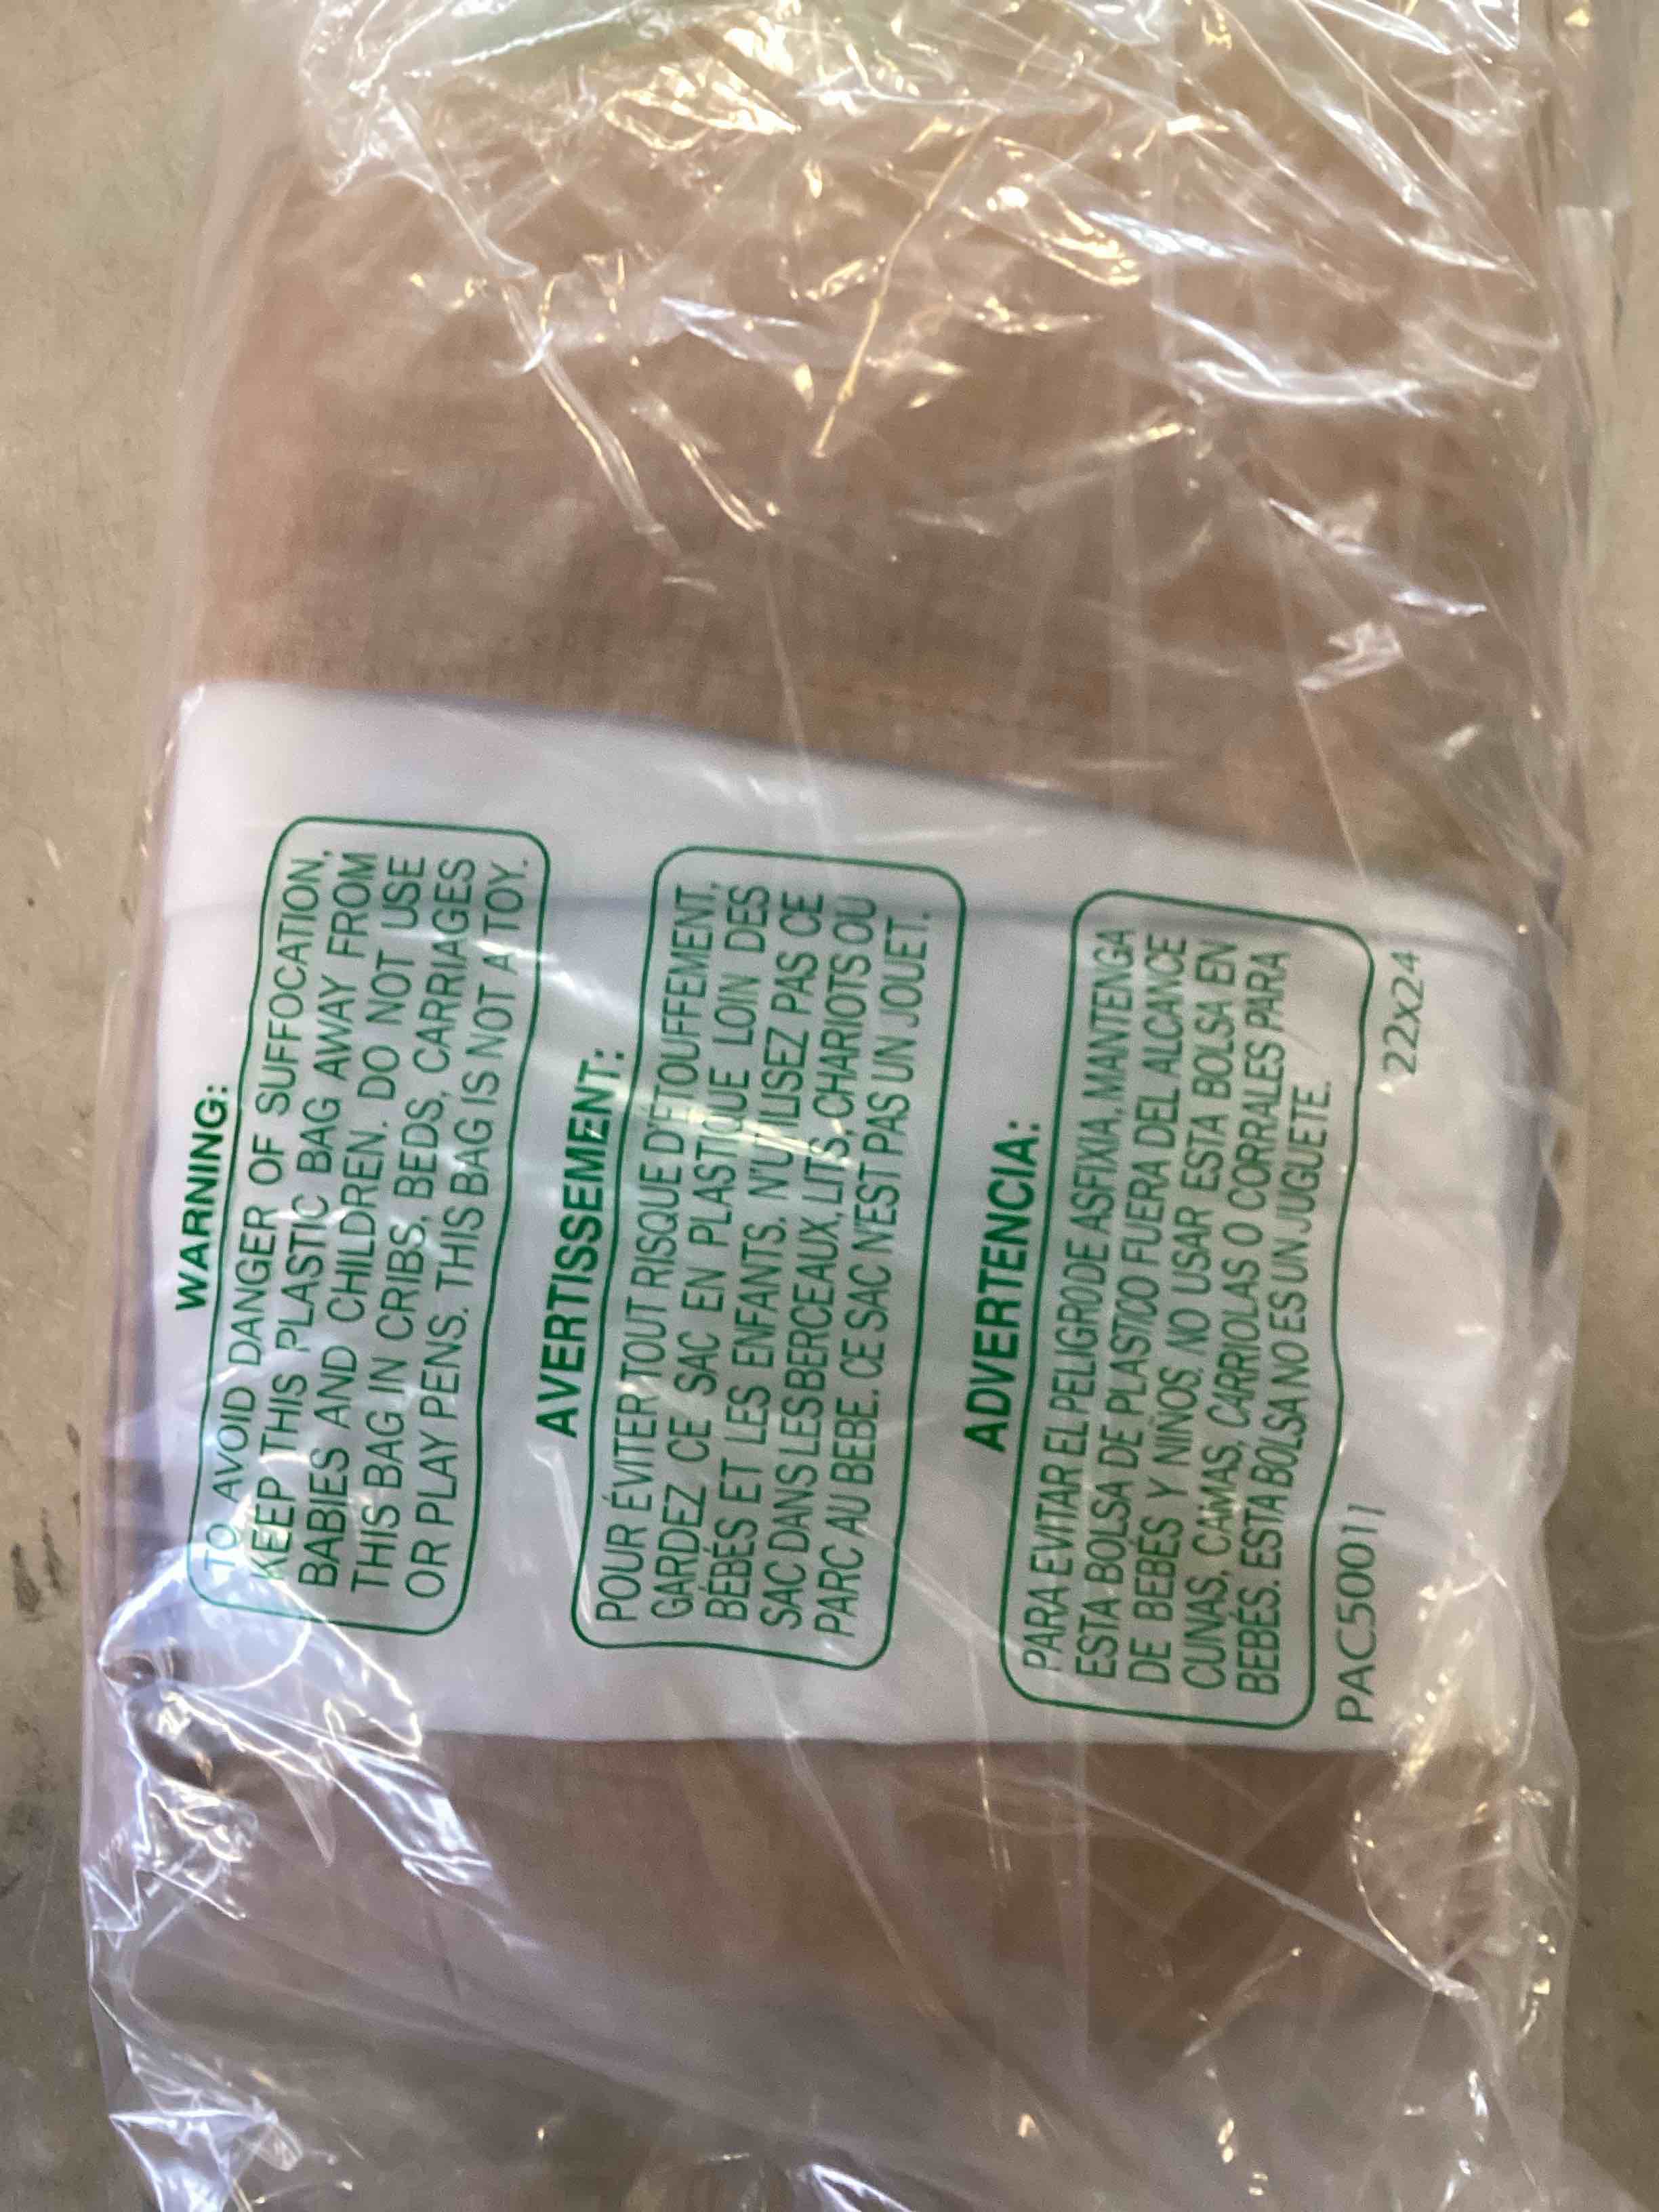 WARNING:
TO AVOID DANGER OF SUFFOCATION,
KEEP THIS PLASTIC BAG AWAY FROM
BABIES AND CHILDREN. DO NOT USE
THIS BAG IN CRIBS, BEDS, CARRIAGES
OR PLAY PENS. THIS BAG IS NOT A TOY.
AVERTISSEMENT:
POUR ÉVITER TOUT RISQUE D'ÉTOUFFEMENT,
GARDEZ CE SAC EN PLASTIQUE LOIN DES
BÉBÉS ET LES ENFANTS. N'UTILISEZ PAS CE
SAC DANS LES BERCEAUX, LITS, CHARIOTS OU
PARC AU BEBE. CE SAC N'EST PAS UN JOUET.
ADVERTENCIA:
PARA EVITAR EL PELIGRO DE ASFIXIA, MANTENGA
ESTA BOLSA DE PLASTICO FUERA DEL ALCANCE
DE BEBÉS Y NIÑOS. NO USAR ESTA BOLSA EN
CUNAS, CAMAS, CARRIOLAS O CORRALES PARA
BEBÉS. ESTA BOLSA NO ES UN JUGUETE.
PAC50011 22x24